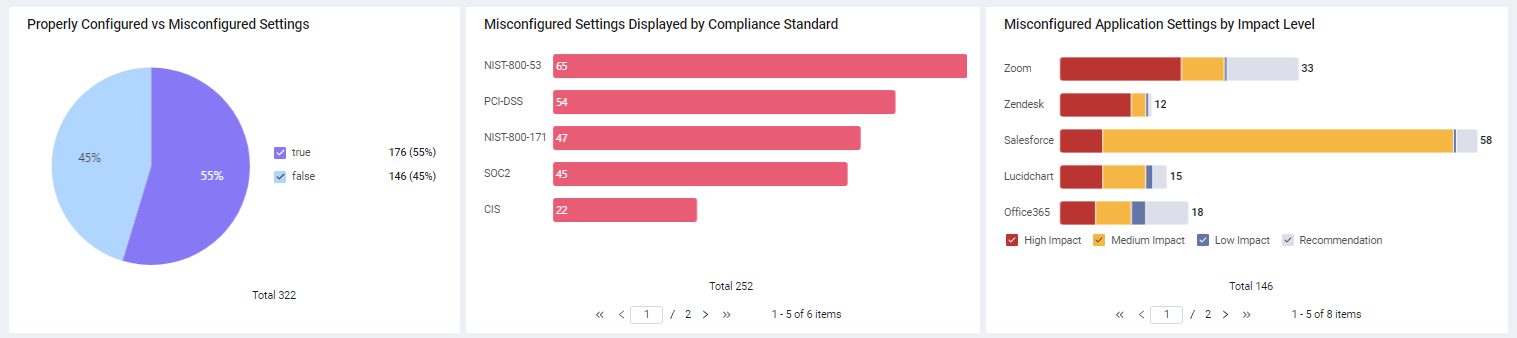 Properly Configured vs Misconfigured Settings
45%
55%
true 176 (55%)
false 146 (45%)
Total 322
Misconfigured Settings Displayed by Compliance Standard
NIST-800-53 65
PCI-DSS 54
NIST-800-171 47
SOC2 45
CIS 22
Total 252
« < 1 / 2 > » 1 - 5 of 6 items
Misconfigured Application Settings by Impact Level
Zoom 33
Zendesk 12
Salesforce 58
Lucidchart 15
Office365 18
High Impact Medium Impact Low Impact Recommendation
Total 146
« < 1 / 2 > » 1 - 5 of 8 items